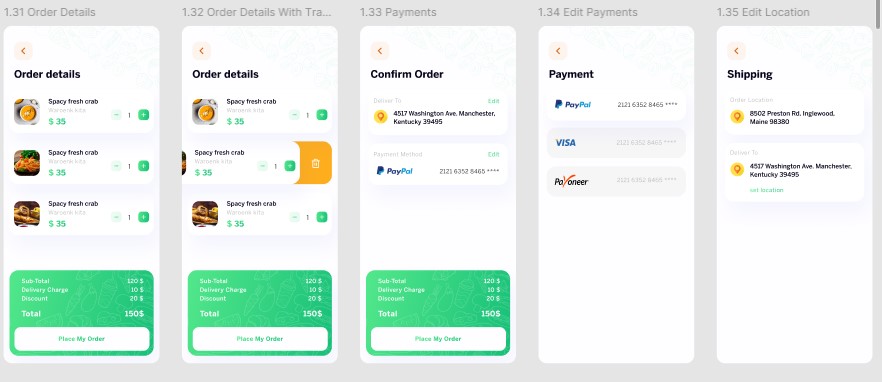 1.31 Order Details
Order details
Spacy fresh crab
Waroenk kita
$ 35
1
Spacy fresh crab
Waroenk kita
$ 35
1
Spacy fresh crab
Waroenk kita
$ 35
1
Sub-Total 120 $
Delivery Charge 10 $
Discount 20 $
Total 150$
Place My Order
1.32 Order Details With Tra...
Order details
Spacy fresh crab
Waroenk kita
$ 35
1
Spacy fresh crab
Waroenk kita
$ 35
1
Spacy fresh crab
Waroenk kita
$ 35
1
Sub-Total 120 $
Delivery Charge 10 $
Discount 20 $
Total 150$
Place My Order
1.33 Payments
Confirm Order
Deliver To Edit
4517 Washington Ave. Manchester,
Kentucky 39495
Payment Method Edit
PayPal 2121 6352 8465 ****
Sub-Total 120 $
Delivery Charge 10 $
Discount 20 $
Total 150$
Place My Order
1.34 Edit Payments
Payment
PayPal 2121 6352 8465 ****
VISA 2121 6352 8465 ****
Payoneer 2121 6352 8465 ****
1.35 Edit Location
Shipping
Order Location
8502 Preston Rd. Inglewood,
Maine 98380
Deliver To
4517 Washington Ave. Manchester,
Kentucky 39495
set location